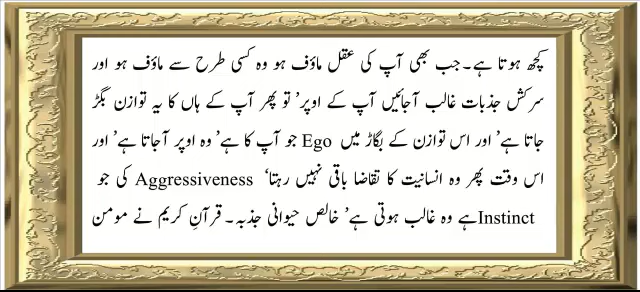 کچھ ہوتا ہے۔ جب بھی آپ کی عقل ماؤف ہو وہ کسی طرح سے ماؤف ہو اور
سرکش جذبات غالب آجائیں آپ کے اوپر’ تو پھر آپ کے ہاں کا یہ توازن بگڑ
جاتا ہے’ اور اس توازن کے بگاڑ میں Ego جو آپ کا ہے’ وہ اوپر آجاتا ہے’ اور
اس وقت پھر وہ انسانیت کا تقاضا باقی نہیں رہتا‘ Aggressiveness کی جو
Instinct ہے وہ غالب ہوتی ہے’ خالص حیوانی جذبہ۔ قرآنِ کریم نے مومن